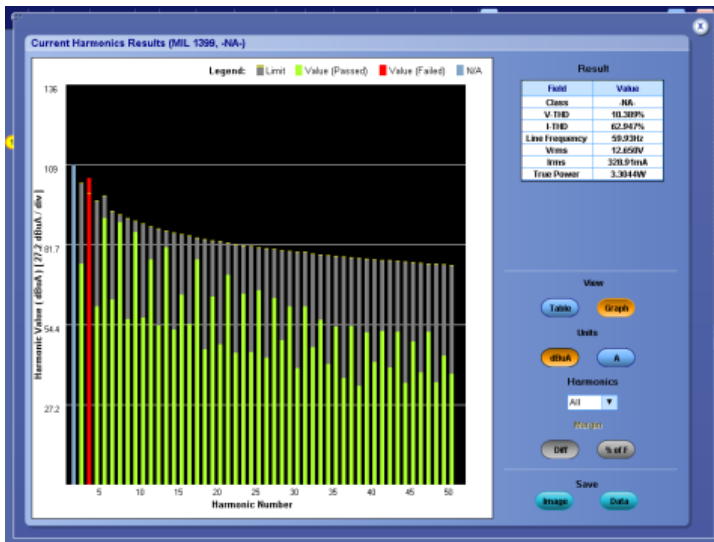 Current Harmonics Results (MIL 1399, -NA-)
Legend: Limit Value (Passed) Value (Failed) N/A
136
109
81.7
54.4
27.2
Harmonic Value ( dBuA ) [ 27.2 dBuA / div ]
5 10 15 20 25 30 35 40 45 50
Harmonic Number
Result
Field Value
Class -NA-
V-THD 10.389%
I-THD 62.947%
Line Frequency 59.93Hz
Vrms 12.650V
Irms 328.91mA
True Power 3.3044W
View
Table Graph
Units
dBuA A
Harmonics
All
Margin
Diff % of F
Save
Image Data